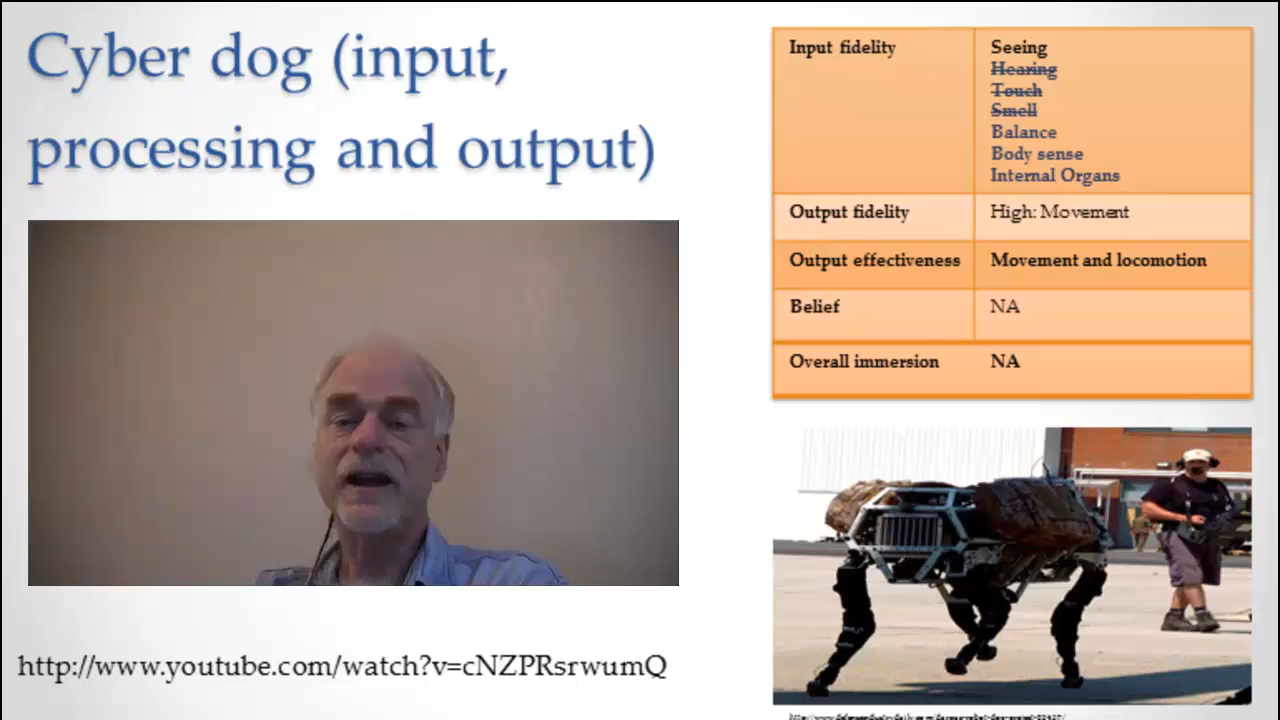 Cyber dog (input,
processing and output)
Input fidelity
Seeing
Hearing
Touch
Smell
Balance
Body sense
Internal Organs
Output fidelity
High: Movement
Output effectiveness
Movement and locomotion
Belief
NA
Overall immersion
NA
http://www.youtube.com/watch?v=cNZPRsrwumQ